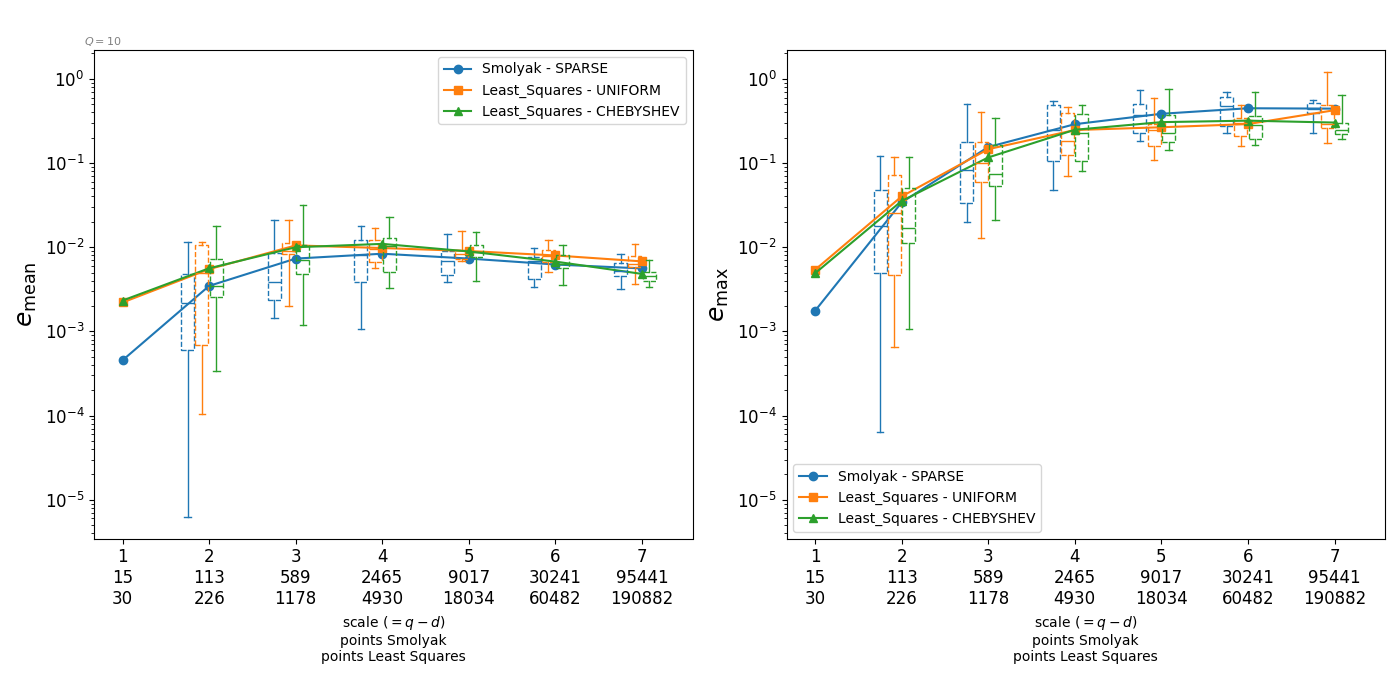 Q = 10
10⁰
10⁻¹
10⁻²
10⁻³
10⁻⁴
10⁻⁵
e_mean
Smolyak - SPARSE
Least_Squares - UNIFORM
Least_Squares - CHEBYSHEV
1 2 3 4 5 6 7
15 113 589 2465 9017 30241 95441
30 226 1178 4930 18034 60482 190882
scale (= q − d)
points Smolyak
points Least Squares
10⁰
10⁻¹
10⁻²
10⁻³
10⁻⁴
10⁻⁵
e_max
Smolyak - SPARSE
Least_Squares - UNIFORM
Least_Squares - CHEBYSHEV
1 2 3 4 5 6 7
15 113 589 2465 9017 30241 95441
30 226 1178 4930 18034 60482 190882
scale (= q − d)
points Smolyak
points Least Squares